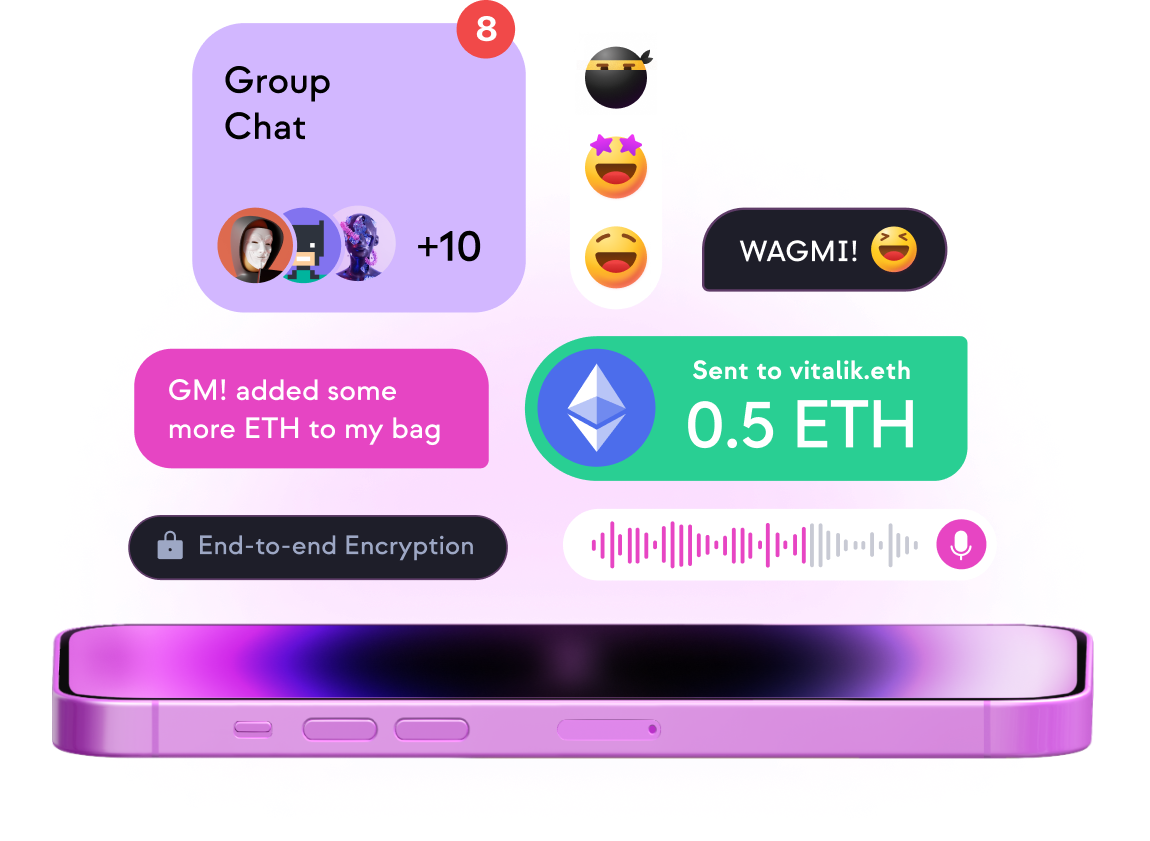 8
Group
Chat
+10
WAGMI!
GM! added some
more ETH to my bag
Sent to vitalik.eth
0.5 ETH
End-to-end Encryption